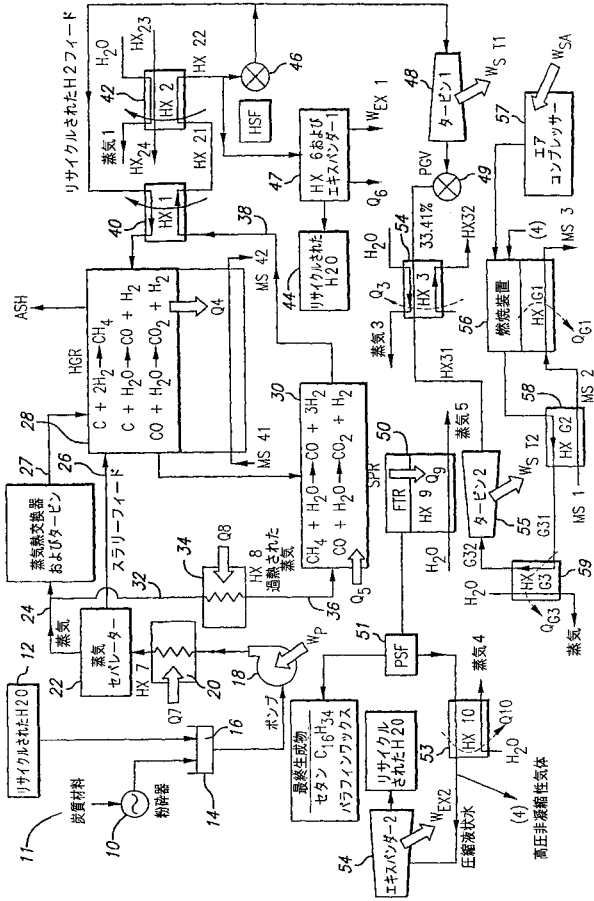 11
炭質材料
10
粉砕器
12
リサイクルされたH2O
14
16
ポンプ
18
WP
Q7
20
HX 7
22
蒸気
セパレーター
24
蒸気
蒸気熱交換器
およびタービン
27
26
スラリーフィード
28
HGR
C + 2H2→CH4
C + H2O→CO + H2
CO + H2O→CO2 + H2
Q4
ASH
MS 41
MS 42
32
34
Q8
HX 8
過熱された
蒸気
36
30
CH4 + H2O→CO + 3H2
CO + H2O→CO2 + H2
SPR
Q5
38
40
HX 1
リサイクルされたH2フィード
42
HX 2
H2O
HX23
蒸気1
HX24
HX 21
HX 22
46
HSF
47
HX 6および
エキスパンダー1
Q6
WEX 1
44
リサイクルされた
H2O
48
タービン1
WS T1
PGV
49
33.41%
54
HX 3
H2O
Q3
蒸気3
HX32
HX31
57
エア
コンプレッサー
WSA
(4)
56
燃焼装置
HX G1
QG1
MS 3
MS 2
58
HX G2
MS 1
55
タービン2
WS T2
G31
G32
59
HX G3
H2O
QG3
蒸気
50
FTR
HX 9
Q9
H2O
蒸気5
51
PSF
最終生成物
セタン C16H34
パラフィンワックス
53
HX 10
蒸気4
Q10
H2O
54
エキスパンダー2
リサイクル
されたH2O
WEX2
圧縮液状水
(4)
高圧非凝縮性気体